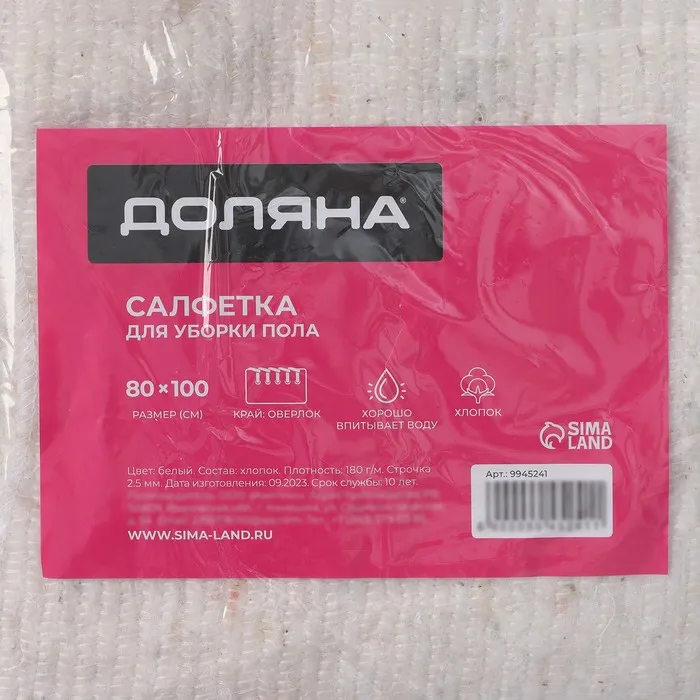 ДОЛЯНА®
САЛФЕТКА
ДЛЯ УБОРКИ ПОЛА
80×100
РАЗМЕР (СМ)
КРАЙ: ОВЕРЛОК
ХОРОШО
ВПИТЫВАЕТ ВОДУ
ХЛОПОК
SIMA
LAND
Цвет: белый. Состав: хлопок. Плотность: 180 г/м. Строчка
2.5 мм. Дата изготовления: 09.2023. Срок службы: 10 лет.
WWW.SIMA-LAND.RU
Арт.: 9945241